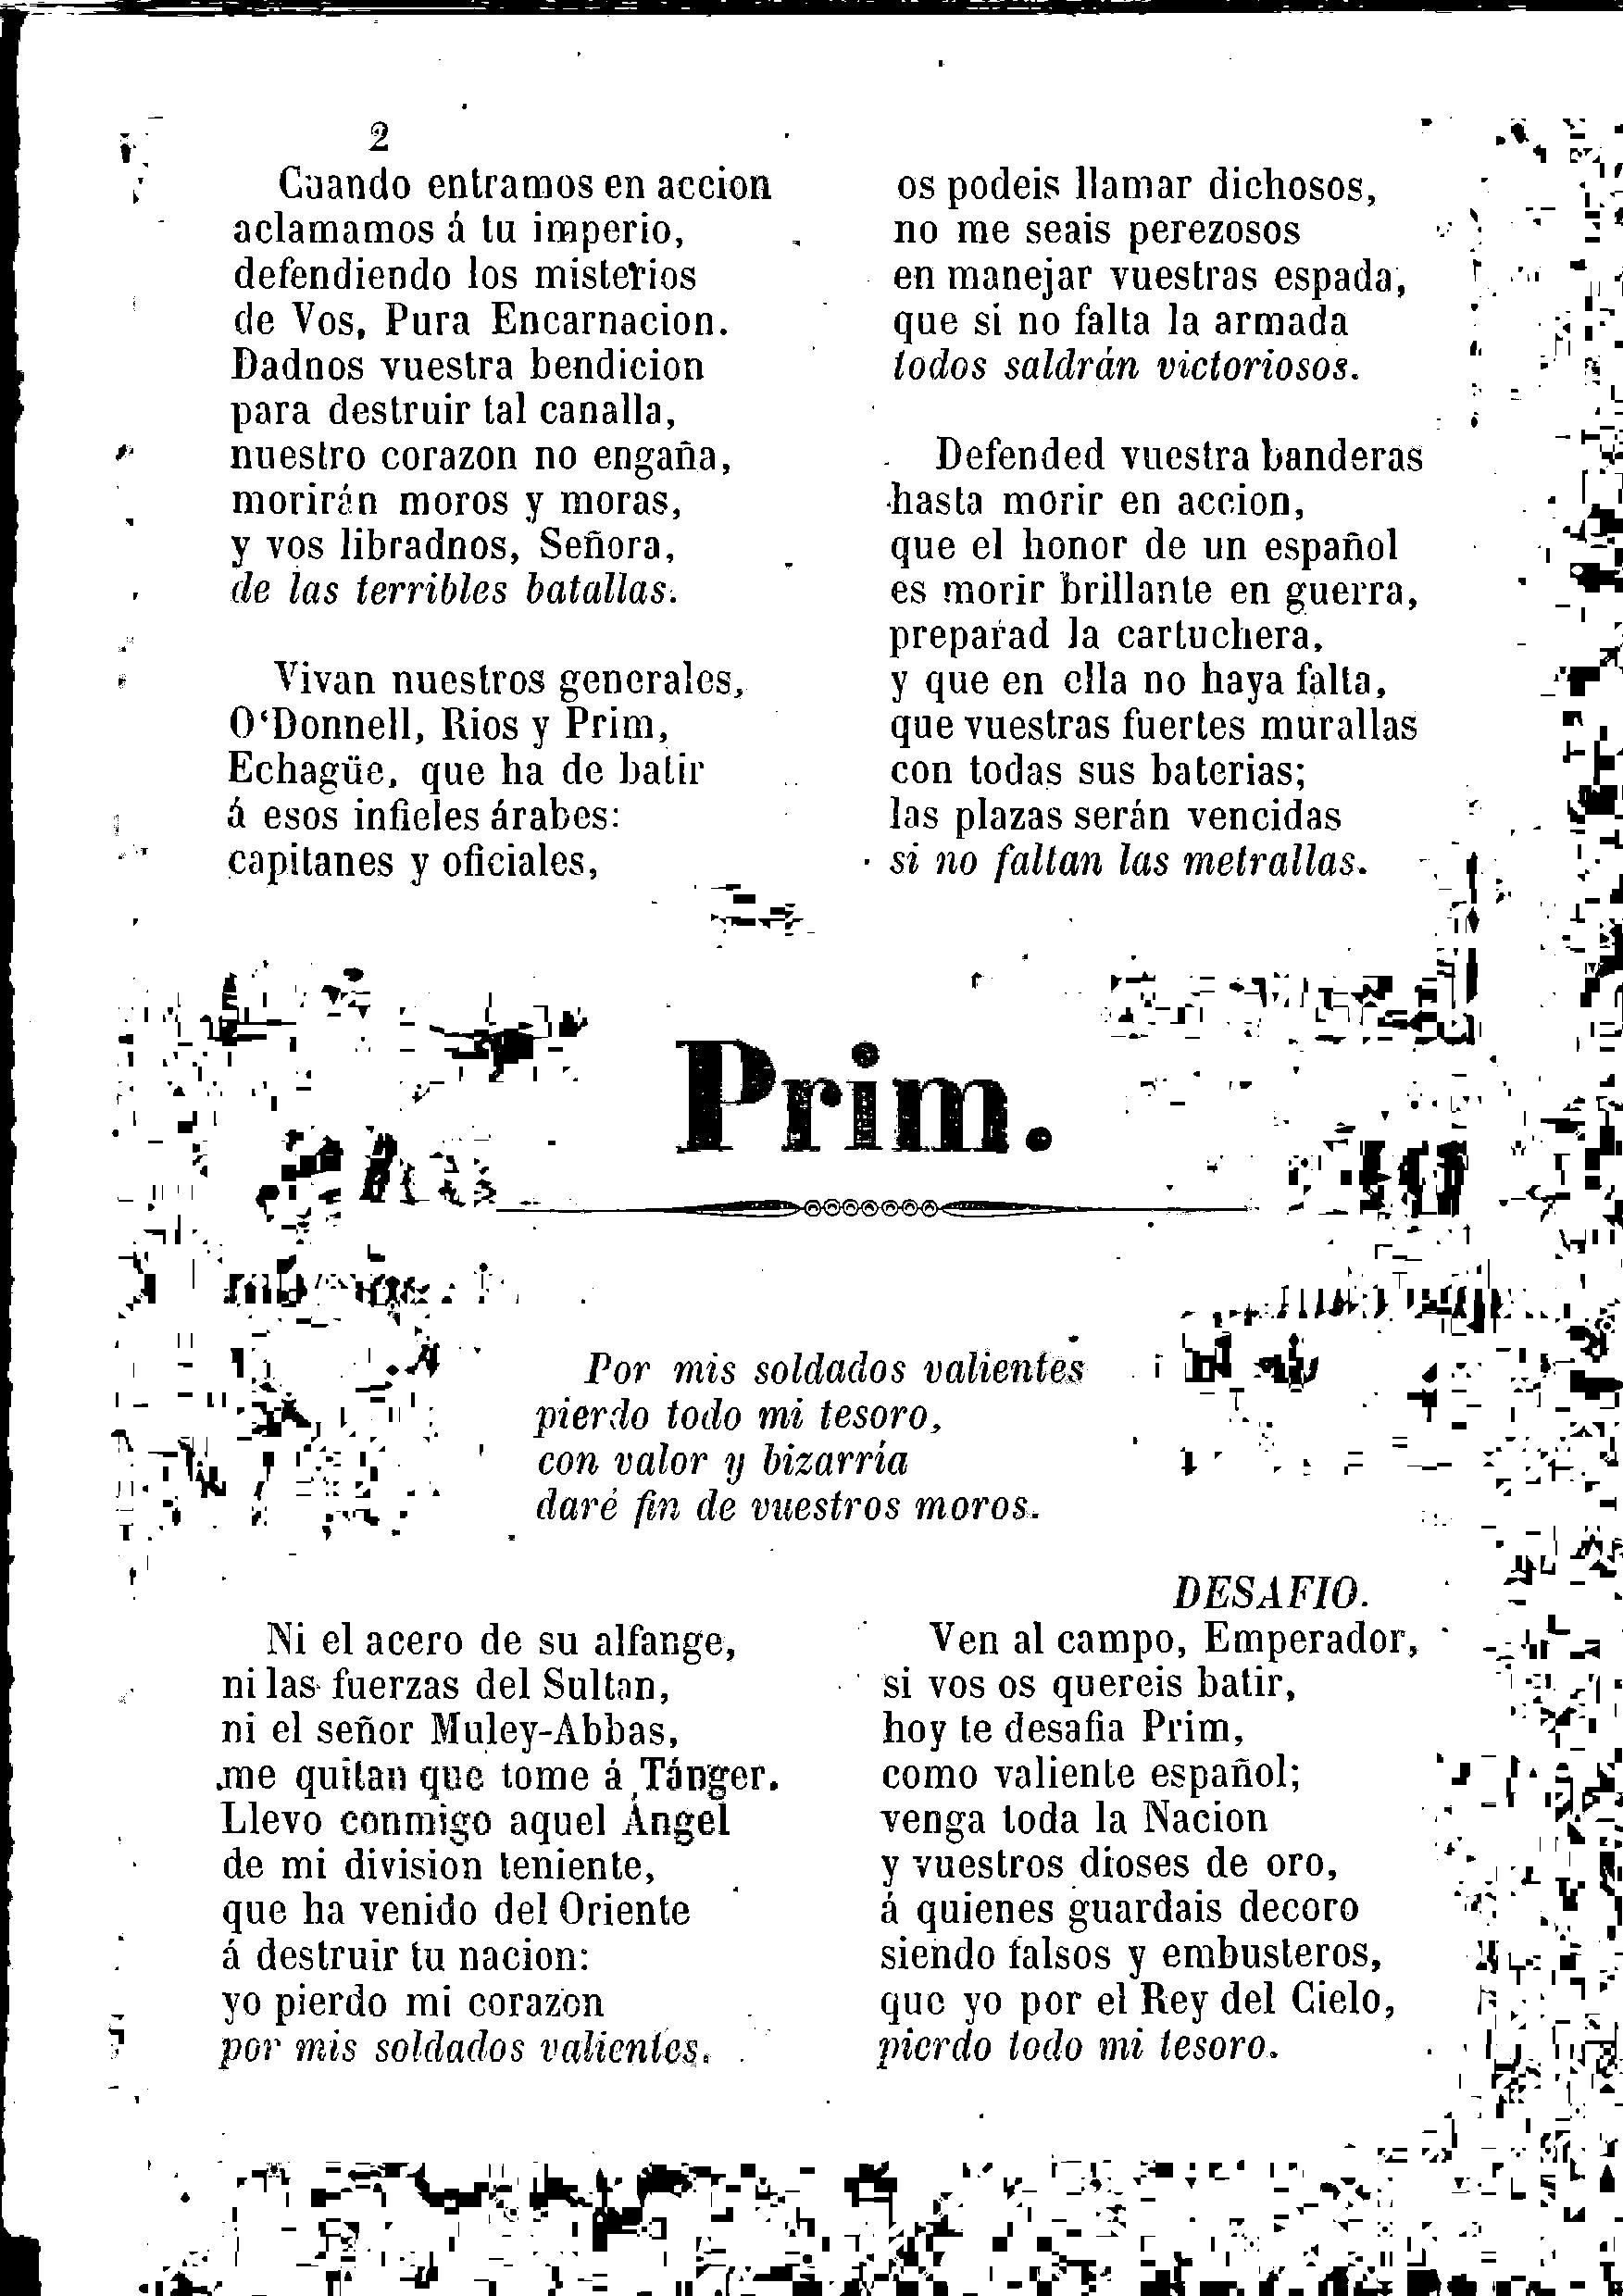 2
Cuando entramos en accion
aclamamos á tu imperio,
defendiendo los misterios
de Vos, Pura Encarnacion.
Dadnos vuestra bendicion
para destruir tal canalla,
nuestro corazon no engaña,
morirán moros y moras,
y vos libradnos, Señora,
de las terribles batallas.
Vivan nuestros generales,
O‘Donnell, Rios y Prim,
Echagüe, que ha de batir
á esos infieles árabes:
capitanes y oficiales,
os podeis llamar dichosos,
no me seais perezosos
en manejar vuestras espada,
que si no falta la armada
todos saldrán victoriosos.
Defended vuestra banderas
hasta morir en accion,
que el honor de un español
es morir brillante en guerra,
preparad la cartuchera,
y que en ella no haya falta,
que vuestras fuertes murallas
con todas sus baterias;
las plazas serán vencidas
si no faltan las metrallas.
Prim.
Por mis soldados valientes
pierdo todo mi tesoro,
con valor y bizarría
daré fin de vuestros moros.
Ni el acero de su alfange,
ni las fuerzas del Sultan,
ni el señor Muley-Abbas,
me quitan que tome á Tánger.
Llevo conmigo aquel Ángel
de mi division teniente,
que ha venido del Oriente
á destruir tu nacion:
yo pierdo mi corazon
por mis soldados valientes.
DESAFIO.
Ven al campo, Emperador,
si vos os quereis batir,
hoy te desafia Prim,
como valiente español;
venga toda la Nacion
y vuestros dioses de oro,
á quienes guardais decoro
siendo falsos y embusteros,
que yo por el Rey del Cielo,
pierdo todo mi tesoro.